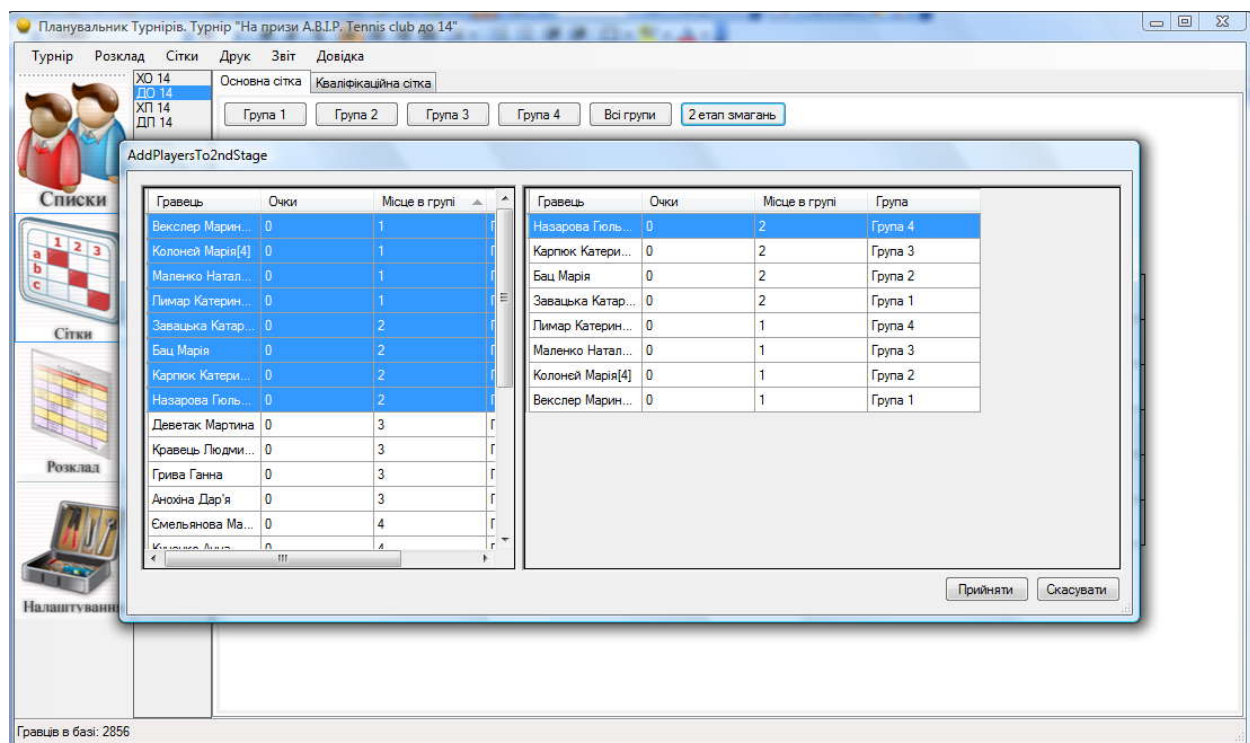 Планувальник Турнірів. Турнір "На призи A.B.I.P. Tennis club до 14"
Турнір Розклад Сітки Друк Звіт Довідка
ХО 14
ДО 14
ХП 14
ДП 14
Основна сітка Кваліфікаційна сітка
Група 1 Група 2 Група 3 Група 4 Всі групи 2 етап змагань
Списки
Сітки
Розклад
Налаштування
AddPlayersTo2ndStage
Гравець Очки Місце в групі
Векслер Марин... 0 1
Колонєй Марія[4] 0 1
Маленко Натал... 0 1
Лимар Катерин... 0 1
Завацька Катар... 0 2
Бац Марія 0 2
Карпюк Катери... 0 2
Назарова Гюль... 0 2
Деветак Мартина 0 3
Кравець Людми... 0 3
Грива Ганна 0 3
Анохіна Дар'я 0 3
Ємельянова Ма... 0 4
Гравець Очки Місце в групі Група
Назарова Гюль... 0 2 Група 4
Карпюк Катери... 0 2 Група 3
Бац Марія 0 2 Група 2
Завацька Катар... 0 2 Група 1
Лимар Катерин... 0 1 Група 4
Маленко Натал... 0 1 Група 3
Колонєй Марія[4] 0 1 Група 2
Векслер Марин... 0 1 Група 1
Прийняти Скасувати
Гравців в базі: 2856